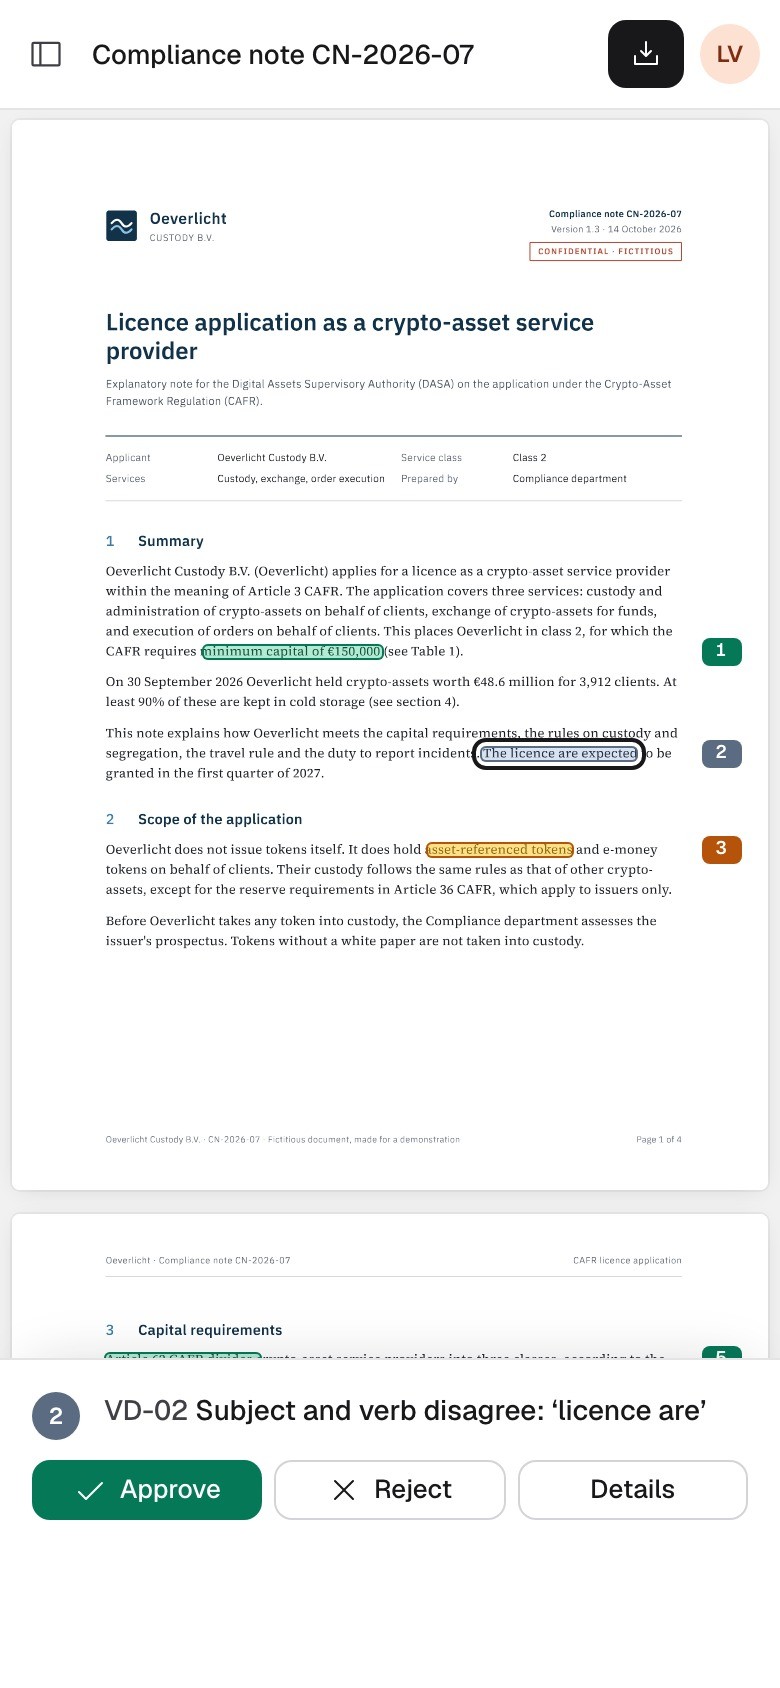 Compliance note CN-2026-07
LV
Oeverlicht
CUSTODY B.V.
Compliance note CN-2026-07
Version 1.3 · 14 October 2026
CONFIDENTIAL · FICTITIOUS
Licence application as a crypto-asset service
provider
Explanatory note for the Digital Assets Supervisory Authority (DASA) on the application under the Crypto-Asset
Framework Regulation (CAFR).
Applicant Oeverlicht Custody B.V. Service class Class 2
Services Custody, exchange, order execution Prepared by Compliance department
1 Summary
Oeverlicht Custody B.V. (Oeverlicht) applies for a licence as a crypto-asset service provider
within the meaning of Article 3 CAFR. The application covers three services: custody and
administration of crypto-assets on behalf of clients, exchange of crypto-assets for funds,
and execution of orders on behalf of clients. This places Oeverlicht in class 2, for which the
CAFR requires minimum capital of €150,000 (see Table 1).
1
On 30 September 2026 Oeverlicht held crypto-assets worth €48.6 million for 3,912 clients. At
least 90% of these are kept in cold storage (see section 4).
This note explains how Oeverlicht meets the capital requirements, the rules on custody and
segregation, the travel rule and the duty to report incidents. The licence are expected to be
2
granted in the first quarter of 2027.
2 Scope of the application
Oeverlicht does not issue tokens itself. It does hold asset-referenced tokens and e-money
3
tokens on behalf of clients. Their custody follows the same rules as that of other crypto-
assets, except for the reserve requirements in Article 36 CAFR, which apply to issuers only.
Before Oeverlicht takes any token into custody, the Compliance department assesses the
issuer's prospectus. Tokens without a white paper are not taken into custody.
Oeverlicht Custody B.V. · CN-2026-07 · Fictitious document, made for a demonstration
Page 1 of 4
Oeverlicht · Compliance note CN-2026-07
CAFR licence application
3 Capital requirements
5
2 VD-02 Subject and verb disagree: ‘licence are’
Approve
Reject
Details